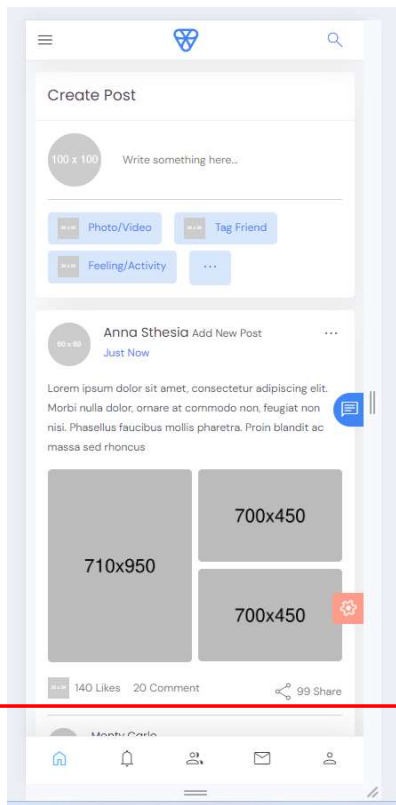 Create Post
100 x 100
Write something here...
Photo/Video
Tag Friend
Feeling/Activity
...
60 x 60
Anna Sthesia Add New Post
...
Just Now
Lorem ipsum dolor sit amet, consectetur adipiscing elit.
Morbi nulla dolor, ornare at commodo non, feugiat non
nisi. Phasellus faucibus mollis pharetra. Proin blandit ac
massa sed rhoncus
710x950
700x450
700x450
140 Likes 20 Comment
99 Share
Monty Carlo